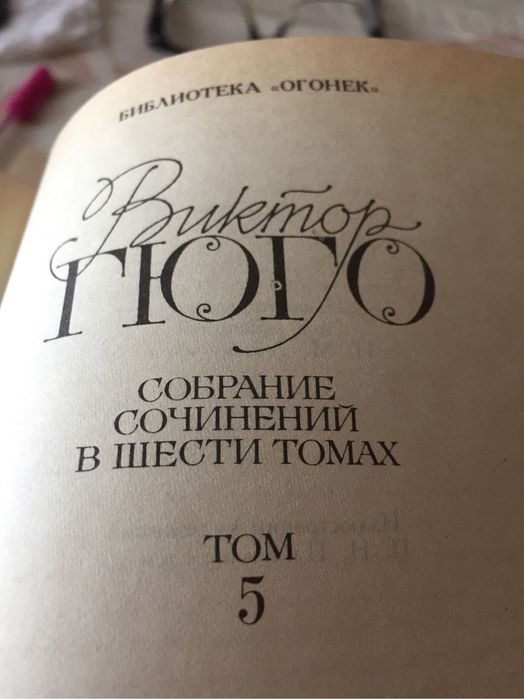 БИБЛИОТЕКА «ОГОНЕК»
Виктор
ГЮГО
СОБРАНИЕ
СОЧИНЕНИЙ
В ШЕСТИ ТОМАХ
ТОМ
5